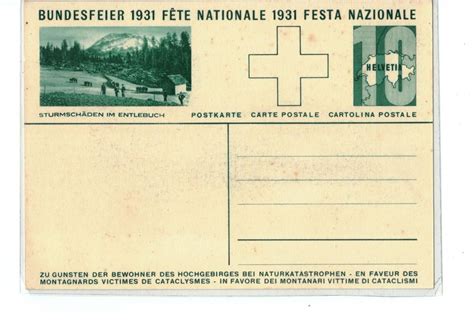 BUNDESFEIER 1931 FÊTE NATIONALE 1931 FESTA NAZIONALE
10
HELVETIA
STURMSCHÄDEN IM ENTLEBUCH
POSTKARTE CARTE POSTALE CARTOLINA POSTALE
ZU GUNSTEN DER BEWOHNER DES HOCHGEBIRGES BEI NATURKATASTROPHEN - EN FAVEUR DES
MONTAGNARDS VICTIMES DE CATACLYSMES - IN FAVORE DEI MONTANARI VITTIME DI CATACLISMI